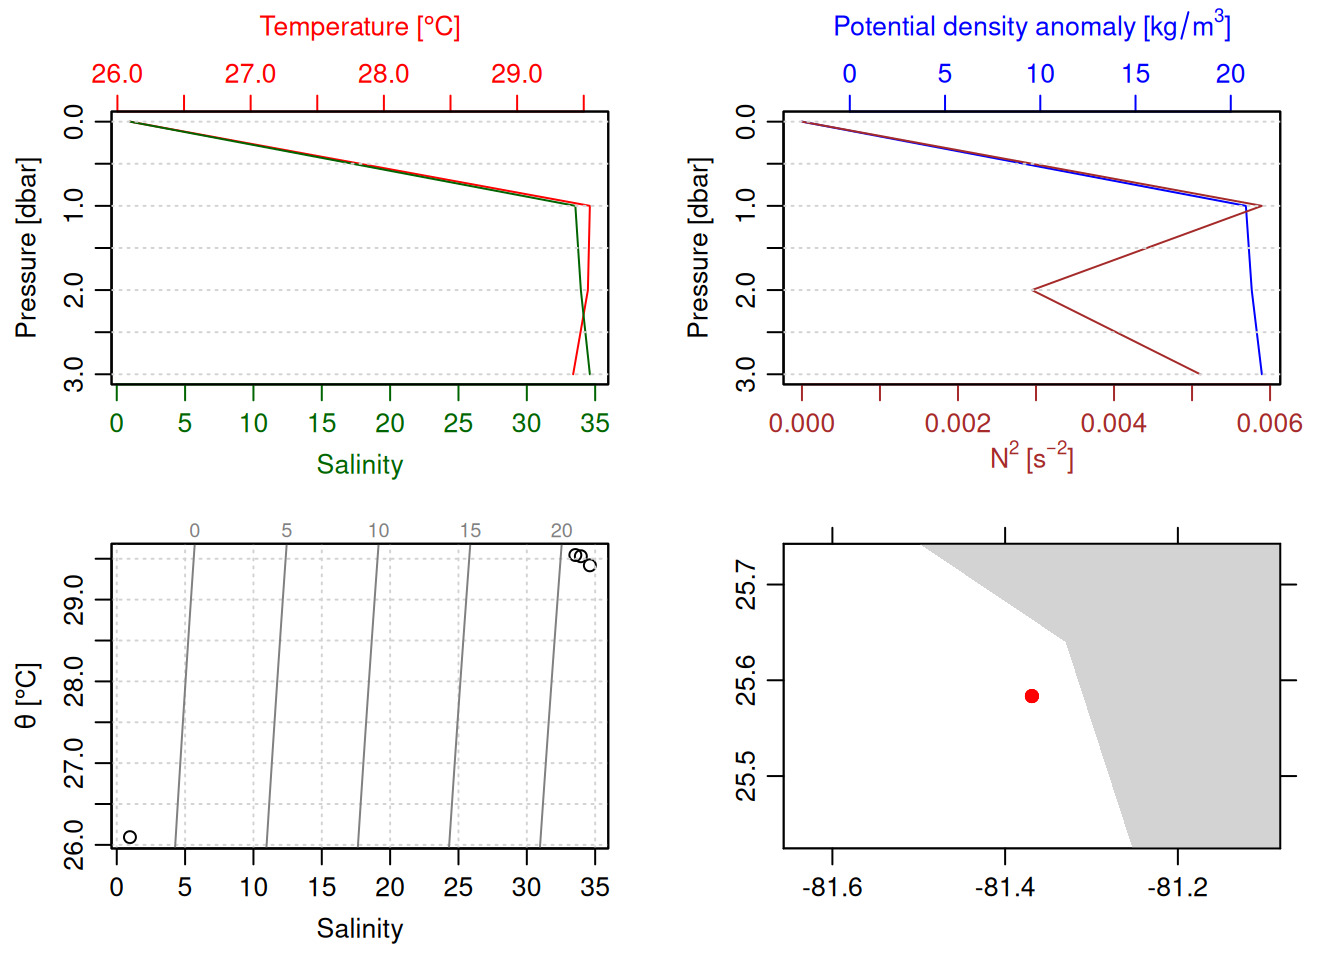 Temperature [°C]
26.0 27.0 28.0 29.0
Pressure [dbar]
0.0 1.0 2.0 3.0
0 5 10 15 20 25 30 35
Salinity
Potential density anomaly [kg/m³]
0 5 10 15 20
Pressure [dbar]
0.0 1.0 2.0 3.0
0.000 0.002 0.004 0.006
N² [s⁻²]
0 5 10 15 20
θ [°C]
26.0 27.0 28.0 29.0
0 5 10 15 20 25 30 35
Salinity
25.5 25.6 25.7
-81.6 -81.4 -81.2